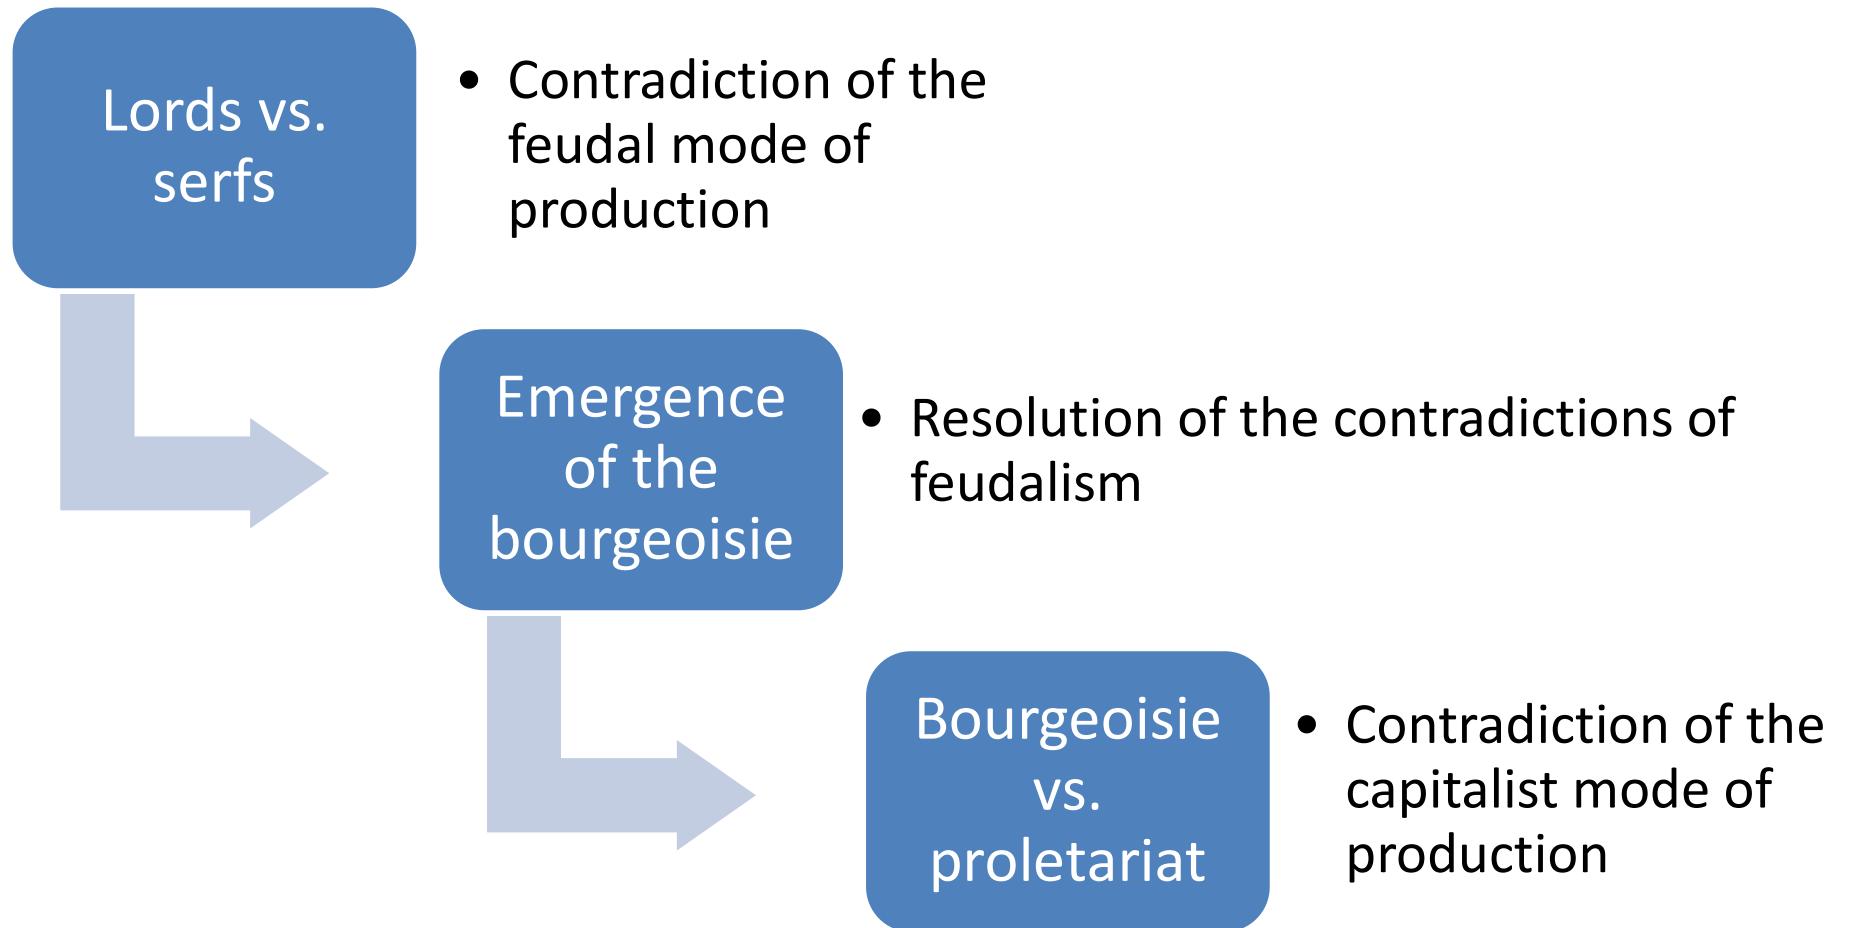 Lords vs.
serfs
• Contradiction of the
feudal mode of
production
Emergence
of the
bourgeoisie
• Resolution of the contradictions of
feudalism
Bourgeoisie
vs.
proletariat
• Contradiction of the
capitalist mode of
production